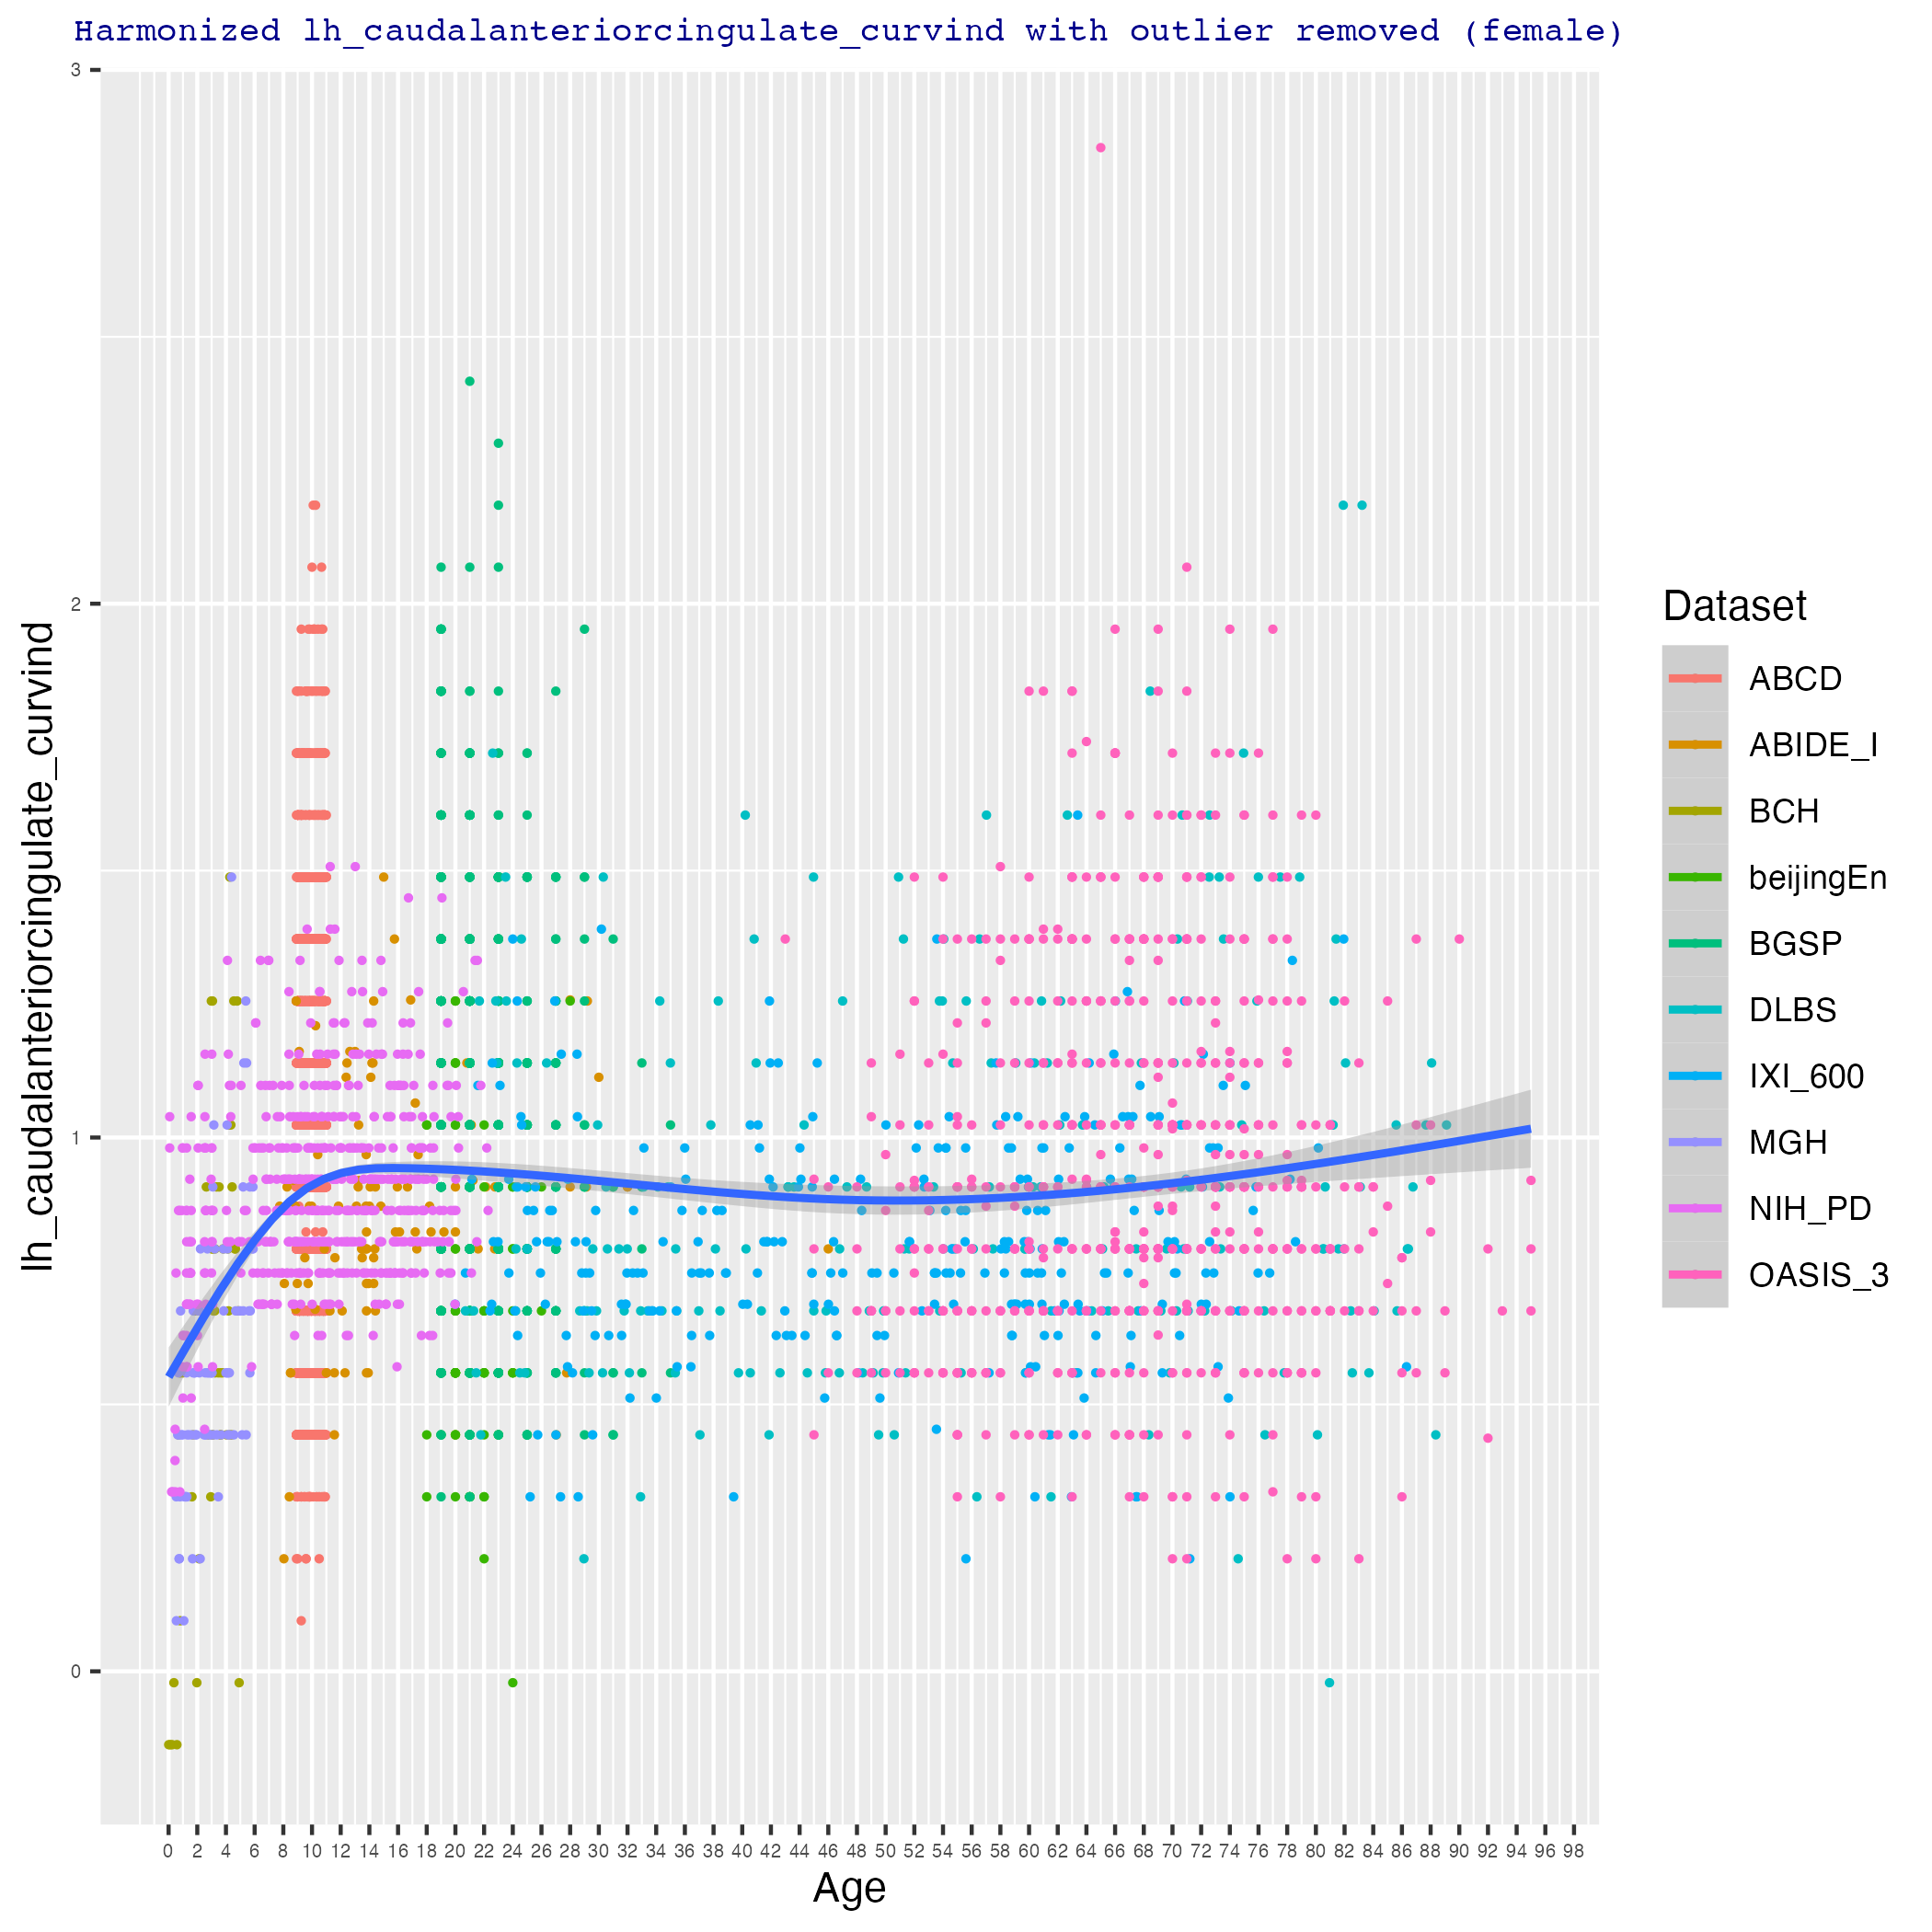 Harmonized lh_caudalanteriorcingulate_curvind with outlier removed (female)
lh_caudalanteriorcingulate_curvind
3
2
1
0
0 2 4 6 8 10 12 14 16 18 20 22 24 26 28 30 32 34 36 38 40 42 44 46 48 50 52 54 56 58 60 62 64 66 68 70 72 74 76 78 80 82 84 86 88 90 92 94 96 98
Age
Dataset
ABCD
ABIDE_I
BCH
beijingEn
BGSP
DLBS
IXI_600
MGH
NIH_PD
OASIS_3